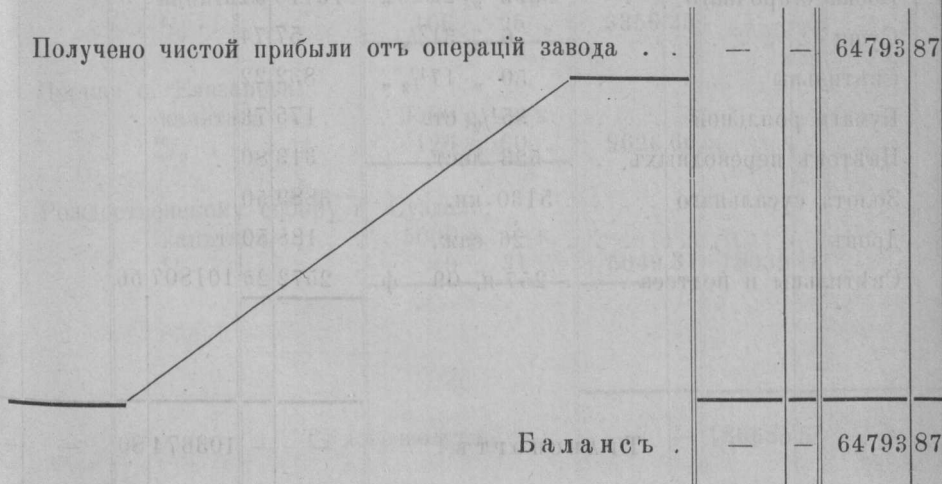 Получено чистой прибыли отъ операцій завода . . — — 64793 87
Балансъ . — — 64793 87